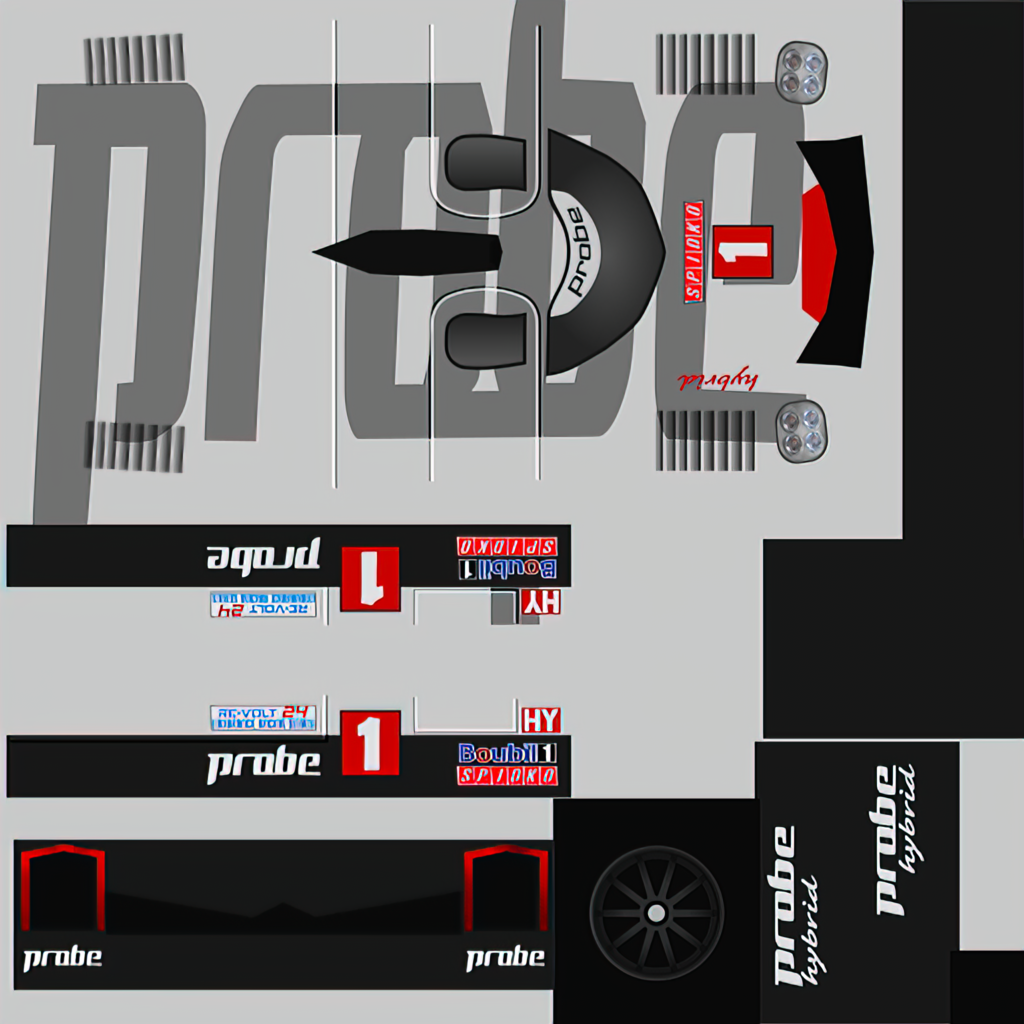 probe
probe
SPIOKO
1
hybrid
probe
1
SPIOKO
Boubil1
HY
RE-VOLT 24
RE-VOLT 24
HY
1
probe
Boubil1
SPIOKO
probe
hybrid
probe
hybrid
probe
probe